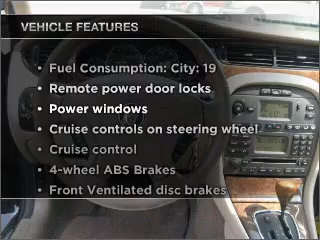 VEHICLE FEATURES
• Fuel Consumption: City: 19
• Remote power door locks
• Power windows
• Cruise controls on steering wheel
• Cruise control
• 4-wheel ABS Brakes
• Front Ventilated disc brakes